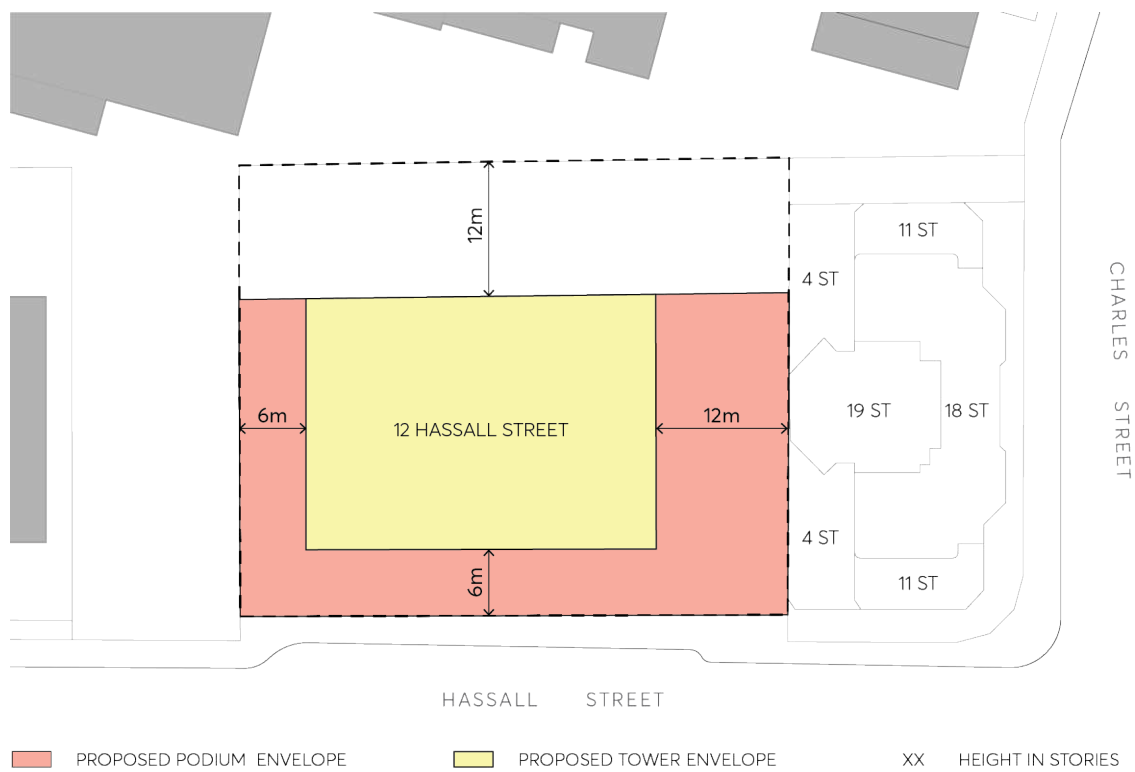 12m
11 ST
4 ST
CHARLES STREET
6m
12 HASSALL STREET
12m
19 ST
18 ST
4 ST
6m
11 ST
HASSALL STREET
PROPOSED PODIUM ENVELOPE
PROPOSED TOWER ENVELOPE
XX HEIGHT IN STORIES